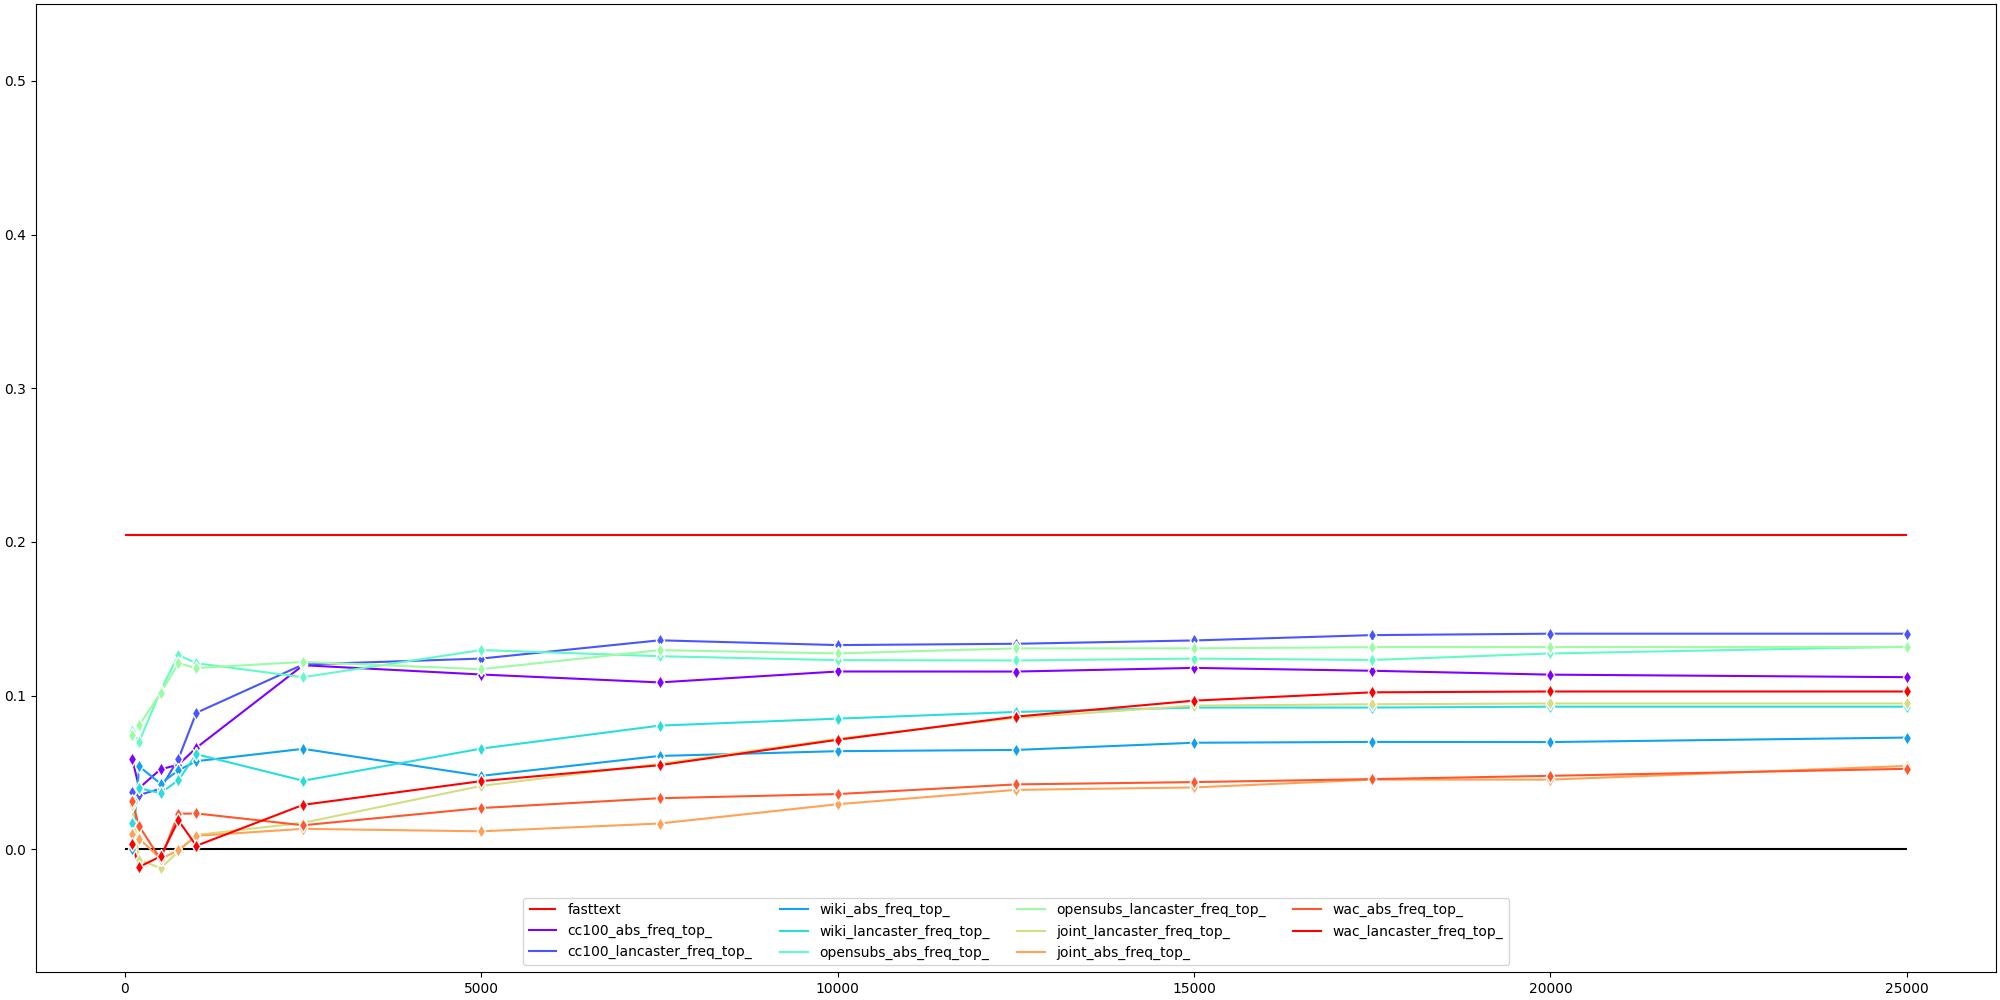 0.5
0.4
0.3
0.2
0.1
0.0
fasttext
cc100_abs_freq_top_
cc100_lancaster_freq_top_
wiki_abs_freq_top_
wiki_lancaster_freq_top_
opensubs_abs_freq_top_
opensubs_lancaster_freq_top_
joint_lancaster_freq_top_
joint_abs_freq_top_
wac_abs_freq_top_
wac_lancaster_freq_top_
0 5000 10000 15000 20000 25000